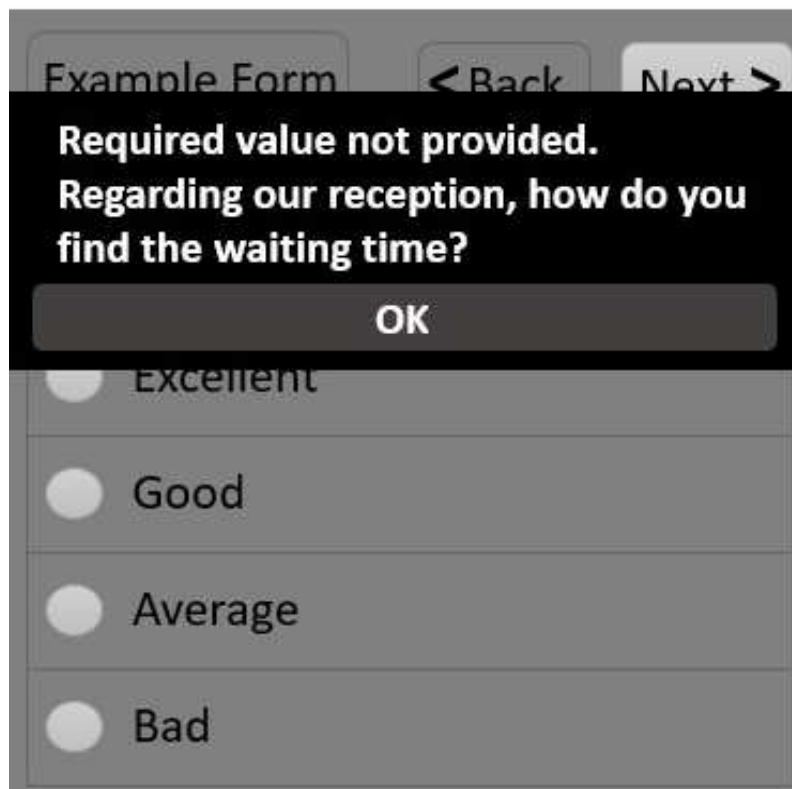 Example Form
< Back
Next >
Required value not provided.
Regarding our reception, how do you
find the waiting time?
OK
Excellent
Good
Average
Bad